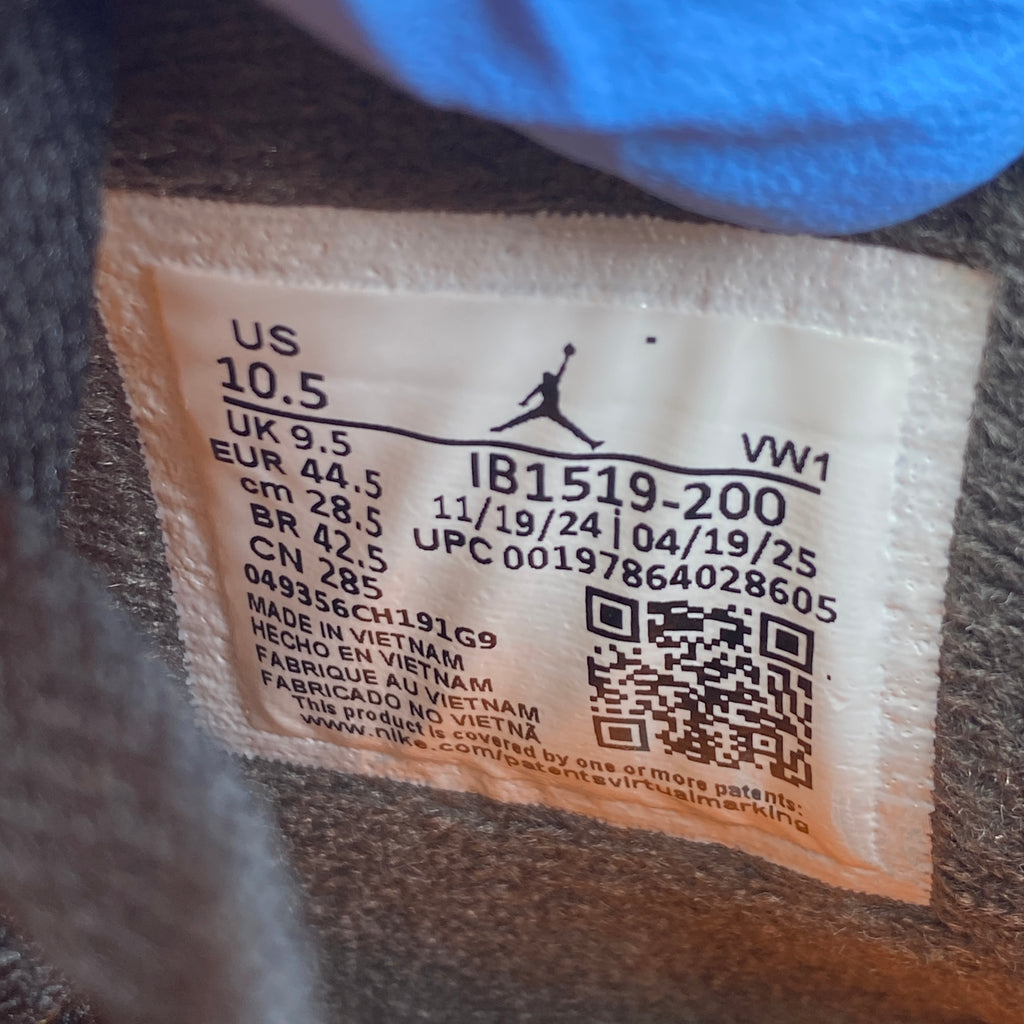 US
10.5
VW1
UK 9.5
EUR 44.5
cm 28.5
BR 42.5
CN 285
IB1519-200
11/19/24 | 04/19/25
UPC 00197864028605
049356CH191G9
MADE IN VIETNAM
HECHO EN VIETNAM
FABRIQUE AU VIETNAM
FABRICADO NO VIETNÃ
This product is covered by one or more patents:
www.nike.com/patentsvirtualmarking